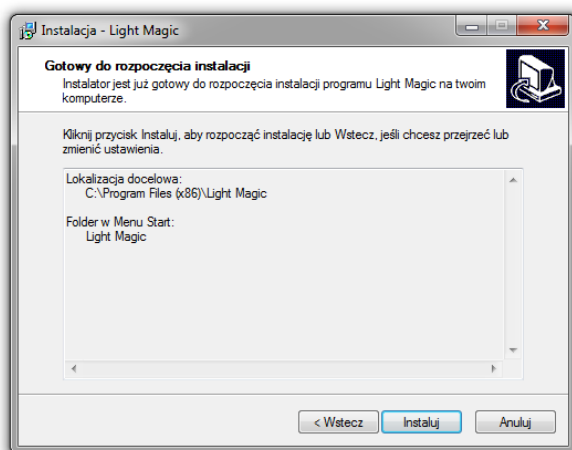 Instalacja - Light Magic
Gotowy do rozpoczęcia instalacji
Instalator jest już gotowy do rozpoczęcia instalacji programu Light Magic na twoim
komputerze.
Kliknij przycisk Instaluj, aby rozpocząć instalację lub Wstecz, jeśli chcesz przejrzeć lub
zmienić ustawienia.
Lokalizacja docelowa:
C:\Program Files (x86)\Light Magic
Folder w Menu Start:
Light Magic
< Wstecz
Instaluj
Anuluj